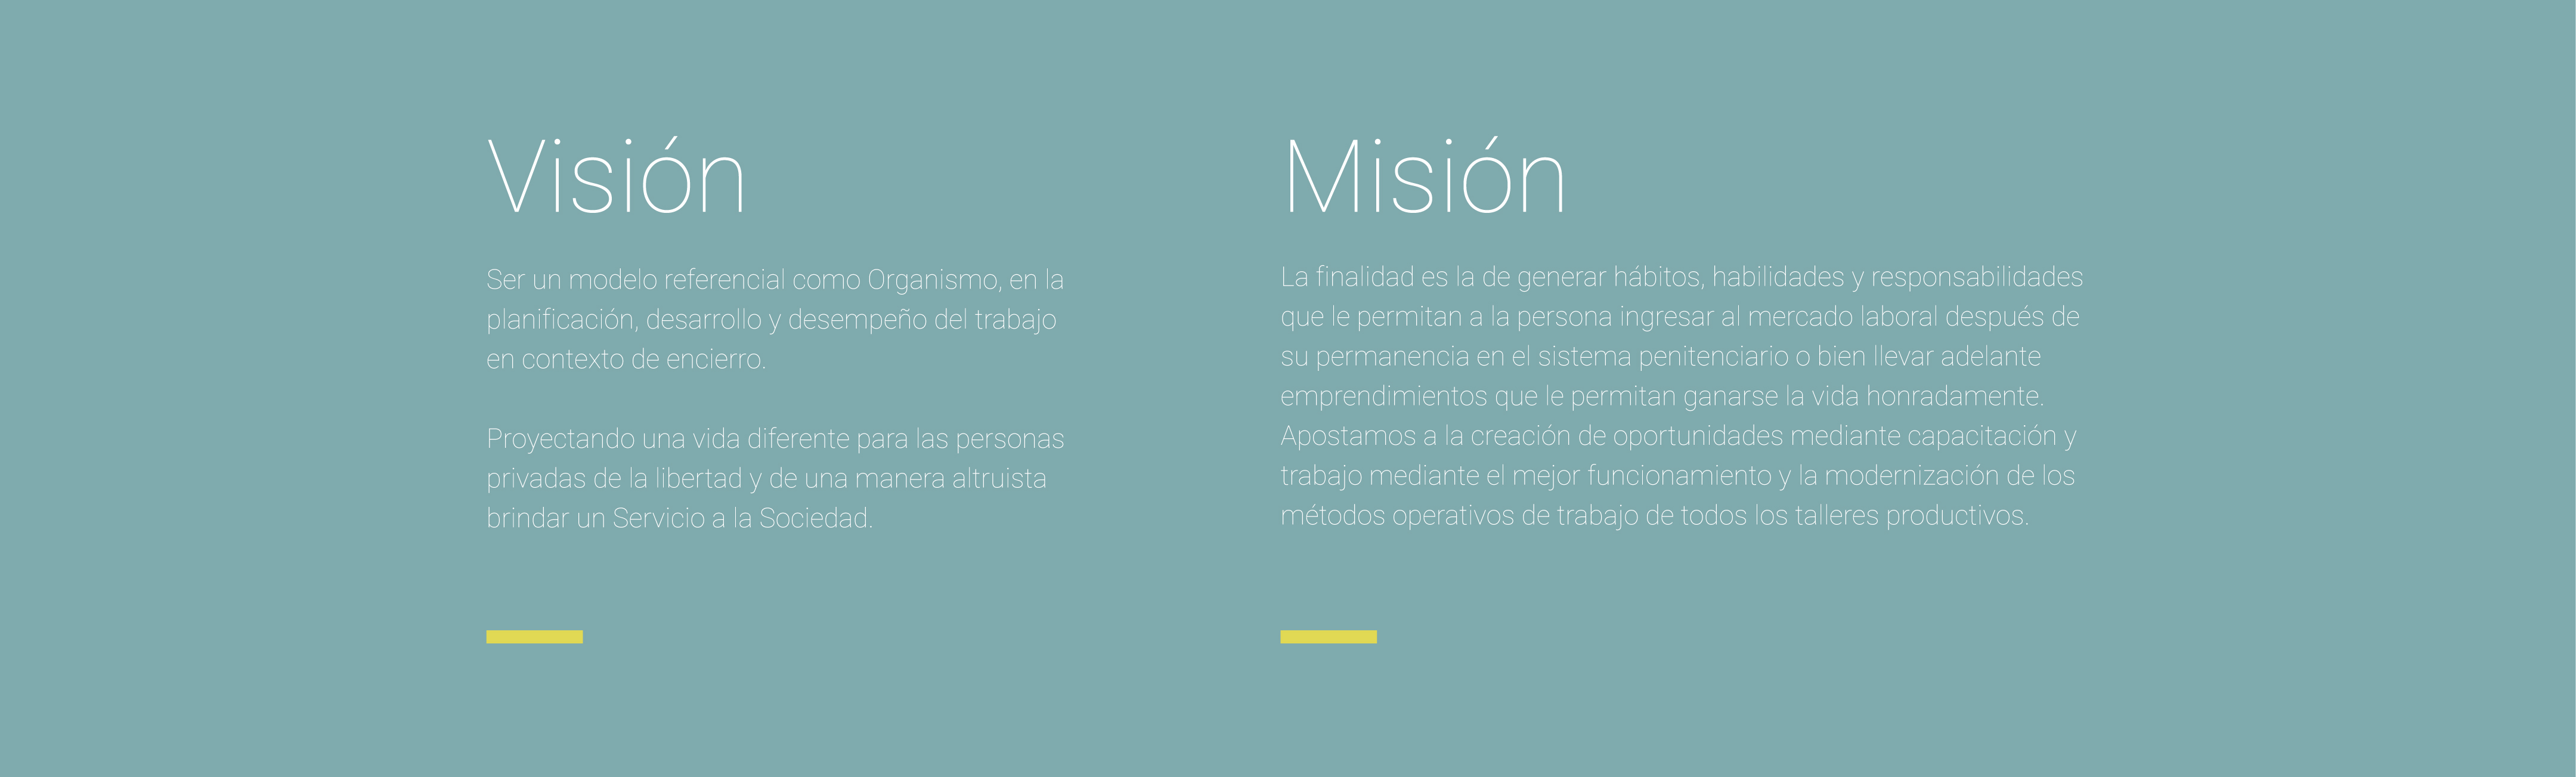 Visión
Ser un modelo referencial como Organismo, en la
planificación, desarrollo y desempeño del trabajo
en contexto de encierro.
Proyectando una vida diferente para las personas
privadas de la libertad y de una manera altruista
brindar un Servicio a la Sociedad.
Misión
La finalidad es la de generar hábitos, habilidades y responsabilidades
que le permitan a la persona ingresar al mercado laboral después de
su permanencia en el sistema penitenciario o bien llevar adelante
emprendimientos que le permitan ganarse la vida honradamente.
Apostamos a la creación de oportunidades mediante capacitación y
trabajo mediante el mejor funcionamiento y la modernización de los
métodos operativos de trabajo de todos los talleres productivos.